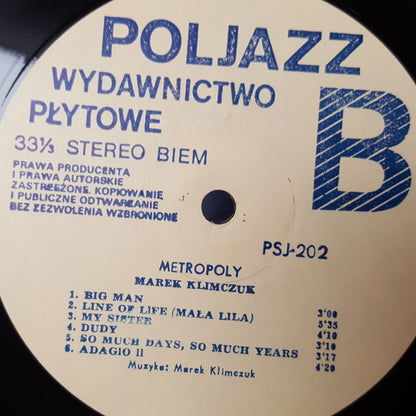 POLJAZZ
WYDAWNICTWO
PŁYTOWE
B
33⅓ STEREO BIEM
PRAWA PRODUCENTA
I PRAWA AUTORSKIE
ZASTRZEŻONE. KOPIOWANIE
I PUBLICZNE ODTWARZANIE
BEZ ZEZWOLENIA WZBRONIONE
PSJ-202
METROPOLY
MAREK KLIMCZUK
1. BIG MAN 3'00
2. LINE OF LIFE (MAŁA LILA) 5'35
3. MY SISTER 4'10
4. DUDY 3'10
5. SO MUCH DAYS, SO MUCH YEARS 3'17
6. ADAGIO II 4'20
Muzyka: Marek Klimczuk